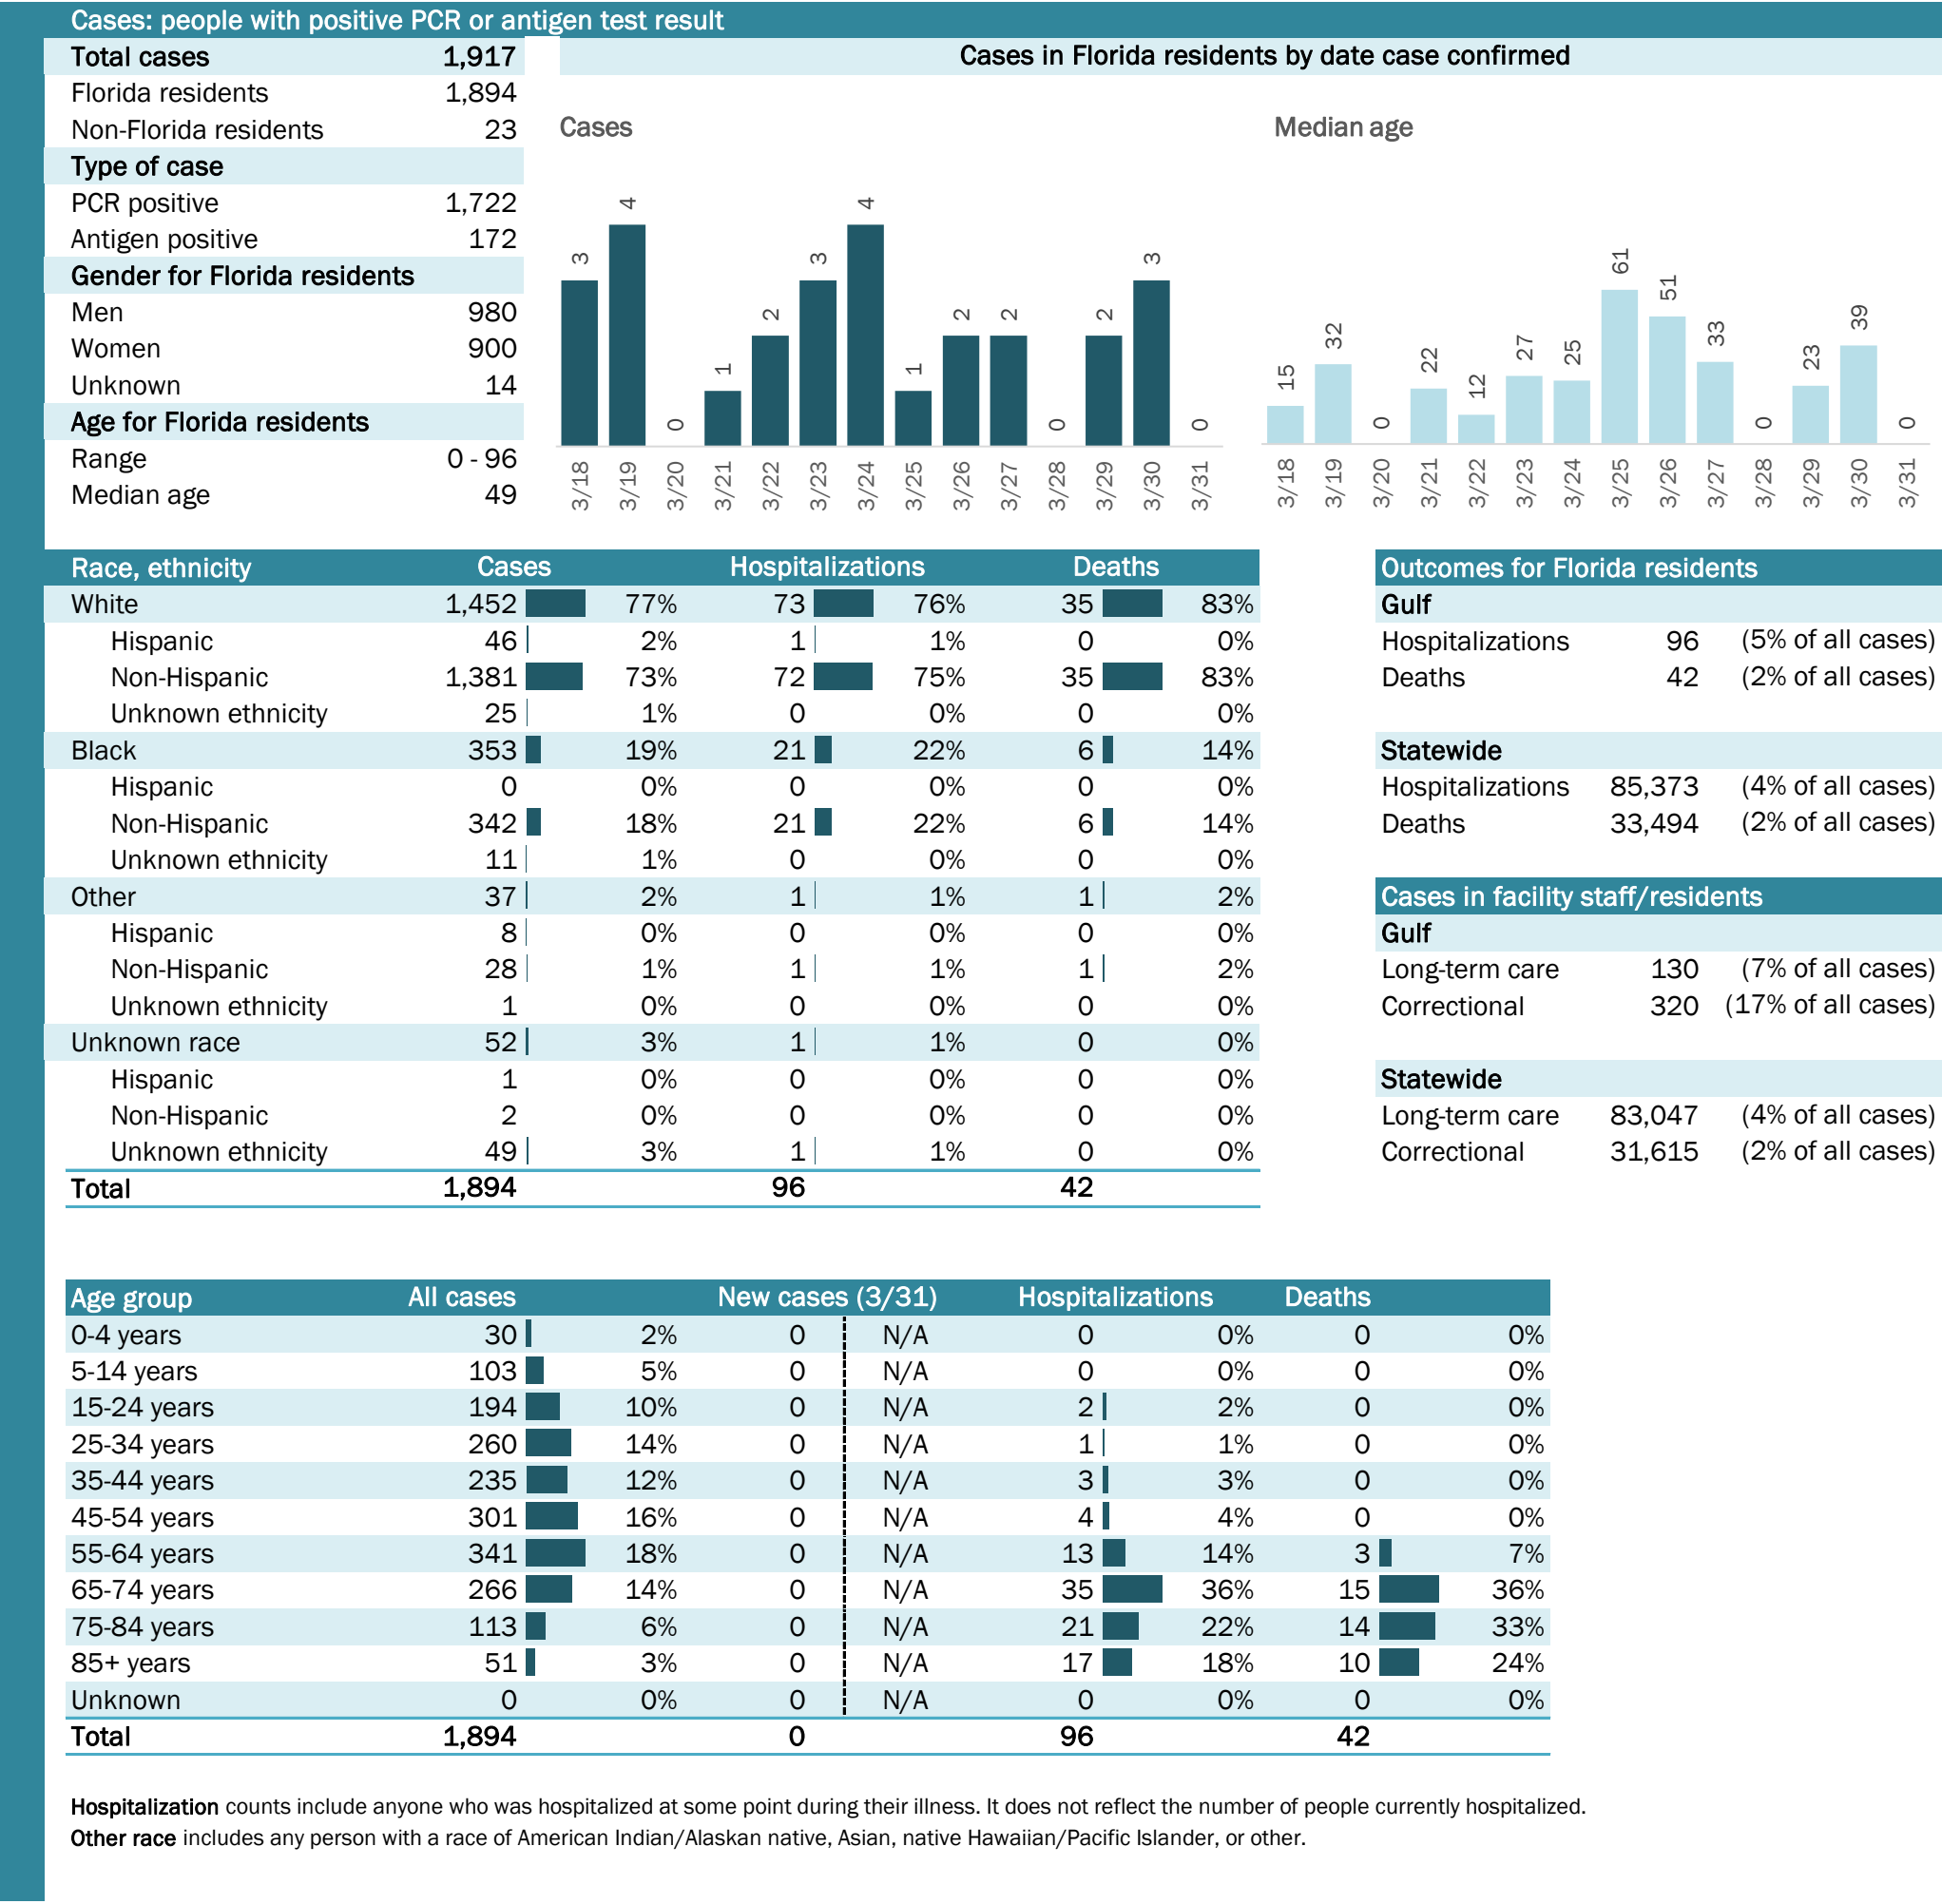 Cases: people with positive PCR or antigen test result
Total cases 1,917
Florida residents 1,894
Non-Florida residents 23
Type of case
PCR positive 1,722
Antigen positive 172
Gender for Florida residents
Men 980
Women 900
Unknown 14
Age for Florida residents
Range 0 - 96
Median age 49
Cases in Florida residents by date case confirmed
Cases
3 4 0 1 2 3 4 1 2 2 0 2 3 0
3/18 3/19 3/20 3/21 3/22 3/23 3/24 3/25 3/26 3/27 3/28 3/29 3/30 3/31
Median age
15 32 0 22 12 27 25 61 51 33 0 23 39 0
3/18 3/19 3/20 3/21 3/22 3/23 3/24 3/25 3/26 3/27 3/28 3/29 3/30 3/31
Race, ethnicity Cases Hospitalizations Deaths
White 1,452 77% 73 76% 35 83%
Hispanic 46 2% 1 1% 0 0%
Non-Hispanic 1,381 73% 72 75% 35 83%
Unknown ethnicity 25 1% 0 0% 0 0%
Black 353 19% 21 22% 6 14%
Hispanic 0 0% 0 0% 0 0%
Non-Hispanic 342 18% 21 22% 6 14%
Unknown ethnicity 11 1% 0 0% 0 0%
Other 37 2% 1 1% 1 2%
Hispanic 8 0% 0 0% 0 0%
Non-Hispanic 28 1% 1 1% 1 2%
Unknown ethnicity 1 0% 0 0% 0 0%
Unknown race 52 3% 1 1% 0 0%
Hispanic 1 0% 0 0% 0 0%
Non-Hispanic 2 0% 0 0% 0 0%
Unknown ethnicity 49 3% 1 1% 0 0%
Total 1,894 96 42
Outcomes for Florida residents
Gulf
Hospitalizations 96 (5% of all cases)
Deaths 42 (2% of all cases)
Statewide
Hospitalizations 85,373 (4% of all cases)
Deaths 33,494 (2% of all cases)
Cases in facility staff/residents
Gulf
Long-term care 130 (7% of all cases)
Correctional 320 (17% of all cases)
Statewide
Long-term care 83,047 (4% of all cases)
Correctional 31,615 (2% of all cases)
Age group All cases New cases (3/31) Hospitalizations Deaths
0-4 years 30 2% 0 N/A 0 0% 0 0%
5-14 years 103 5% 0 N/A 0 0% 0 0%
15-24 years 194 10% 0 N/A 2 2% 0 0%
25-34 years 260 14% 0 N/A 1 1% 0 0%
35-44 years 235 12% 0 N/A 3 3% 0 0%
45-54 years 301 16% 0 N/A 4 4% 0 0%
55-64 years 341 18% 0 N/A 13 14% 3 7%
65-74 years 266 14% 0 N/A 35 36% 15 36%
75-84 years 113 6% 0 N/A 21 22% 14 33%
85+ years 51 3% 0 N/A 17 18% 10 24%
Unknown 0 0% 0 N/A 0 0% 0 0%
Total 1,894 0 96 42
Hospitalization counts include anyone who was hospitalized at some point during their illness. It does not reflect the number of people currently hospitalized.
Other race includes any person with a race of American Indian/Alaskan native, Asian, native Hawaiian/Pacific Islander, or other.